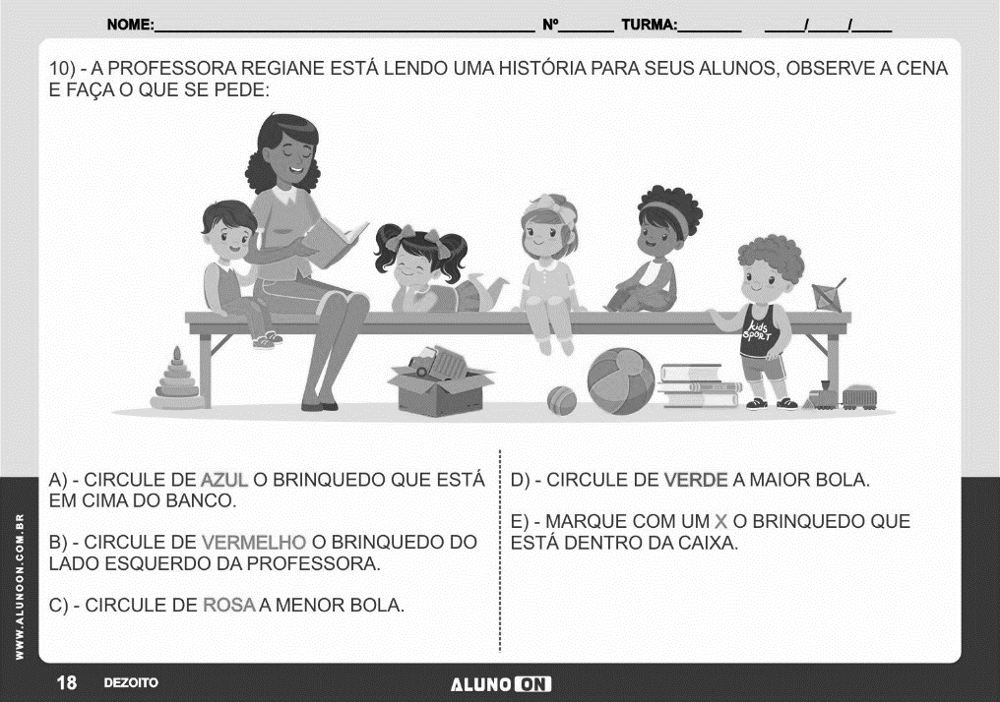 NOME:_____________________________________________ Nº______ TURMA:_______ ____/____/____
10) - A PROFESSORA REGIANE ESTÁ LENDO UMA HISTÓRIA PARA SEUS ALUNOS, OBSERVE A CENA
E FAÇA O QUE SE PEDE:
kids
SPORT
A) - CIRCULE DE AZUL O BRINQUEDO QUE ESTÁ
EM CIMA DO BANCO.
B) - CIRCULE DE VERMELHO O BRINQUEDO DO
LADO ESQUERDO DA PROFESSORA.
C) - CIRCULE DE ROSA A MENOR BOLA.
D) - CIRCULE DE VERDE A MAIOR BOLA.
E) - MARQUE COM UM X O BRINQUEDO QUE
ESTÁ DENTRO DA CAIXA.
WWW.ALUNOON.COM.BR
18 DEZOITO
ALUNO ON